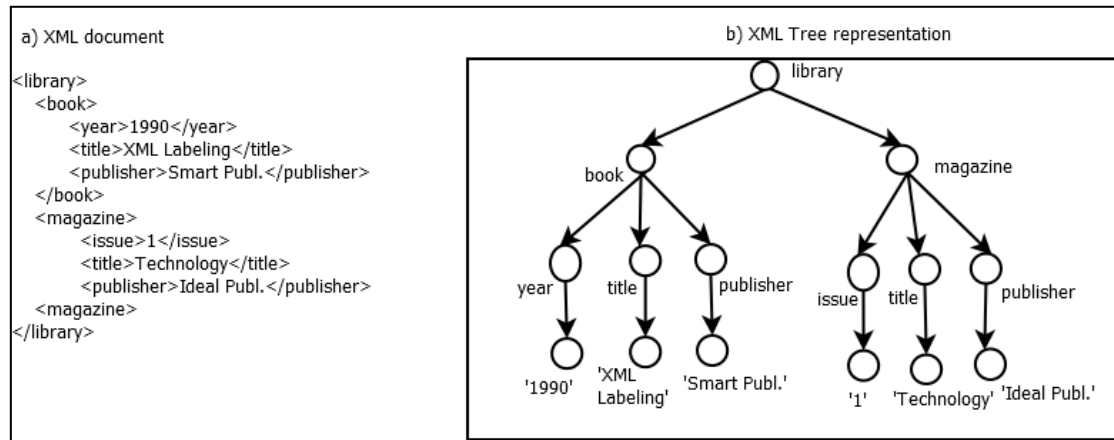 a) XML document
<library>
<book>
<year>1990</year>
<title>XML Labeling</title>
<publisher>Smart Publ.</publisher>
</book>
<magazine>
<issue>1</issue>
<title>Technology</title>
<publisher>Ideal Publ.</publisher>
<magazine>
</library>
b) XML Tree representation
library
book
magazine
year
title
publisher
issue
title
publisher
'1990'
'XML
Labeling'
'Smart Publ.'
'1'
'Technology'
'Ideal Publ.'